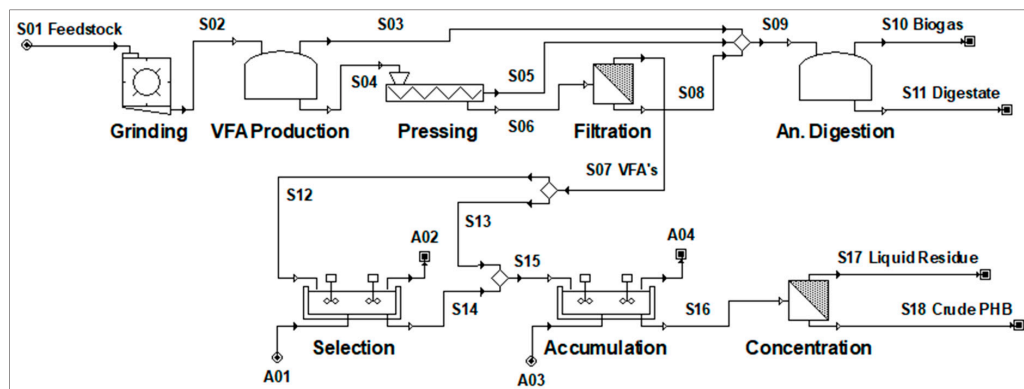 S01 Feedstock
S02
S03
S09
S10 Biogas
S04
S05
S06
S08
S11 Digestate
Grinding
VFA Production
Pressing
Filtration
An. Digestion
S07 VFA's
S12
S13
A02
A04
S15
S17 Liquid Residue
S14
S16
S18 Crude PHB
Selection
Accumulation
Concentration
A01
A03